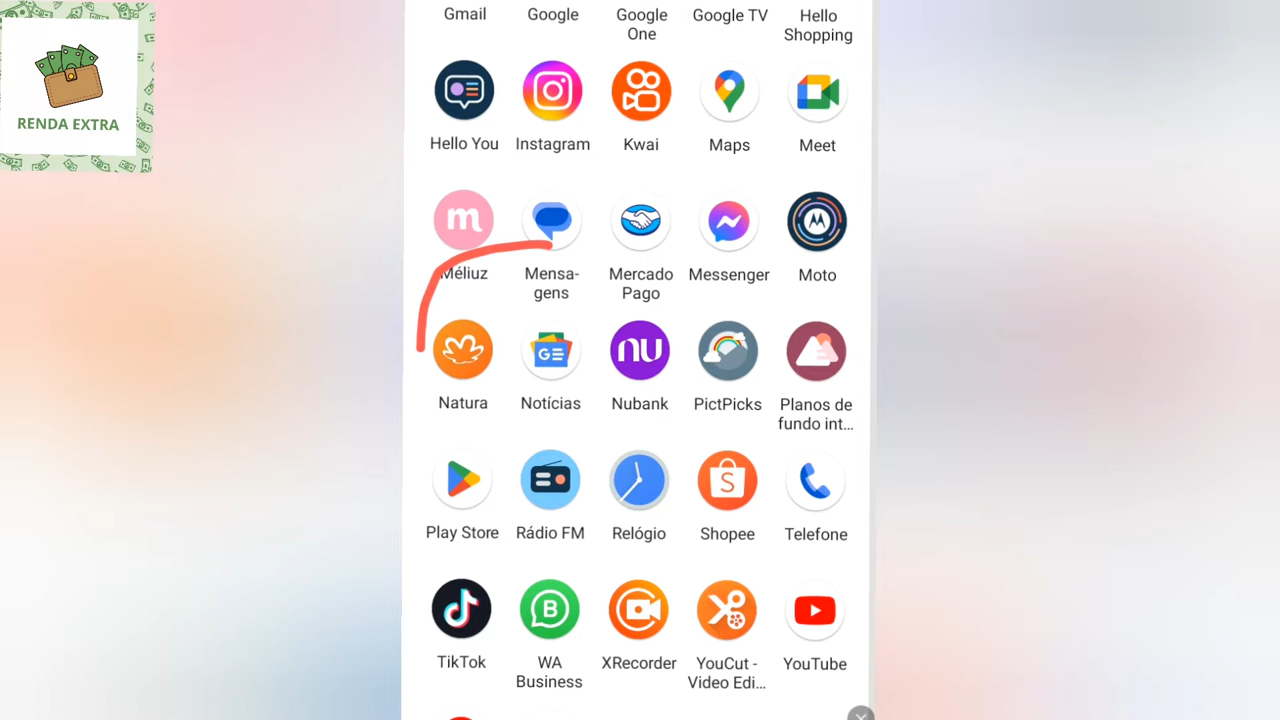 RENDA EXTRA
Gmail
Google
Google
One
Google TV
Hello
Shopping
Hello You
Instagram
Kwai
Maps
Meet
m
Méliuz
Mensa-
gens
Mercado
Pago
Messenger
Moto
Natura
GE
Notícias
nu
Nubank
PictPicks
Planos de
fundo int...
Play Store
Rádio FM
Relógio
S
Shopee
Telefone
TikTok
B
WA
Business
XRecorder
YouCut -
Video Edi...
YouTube